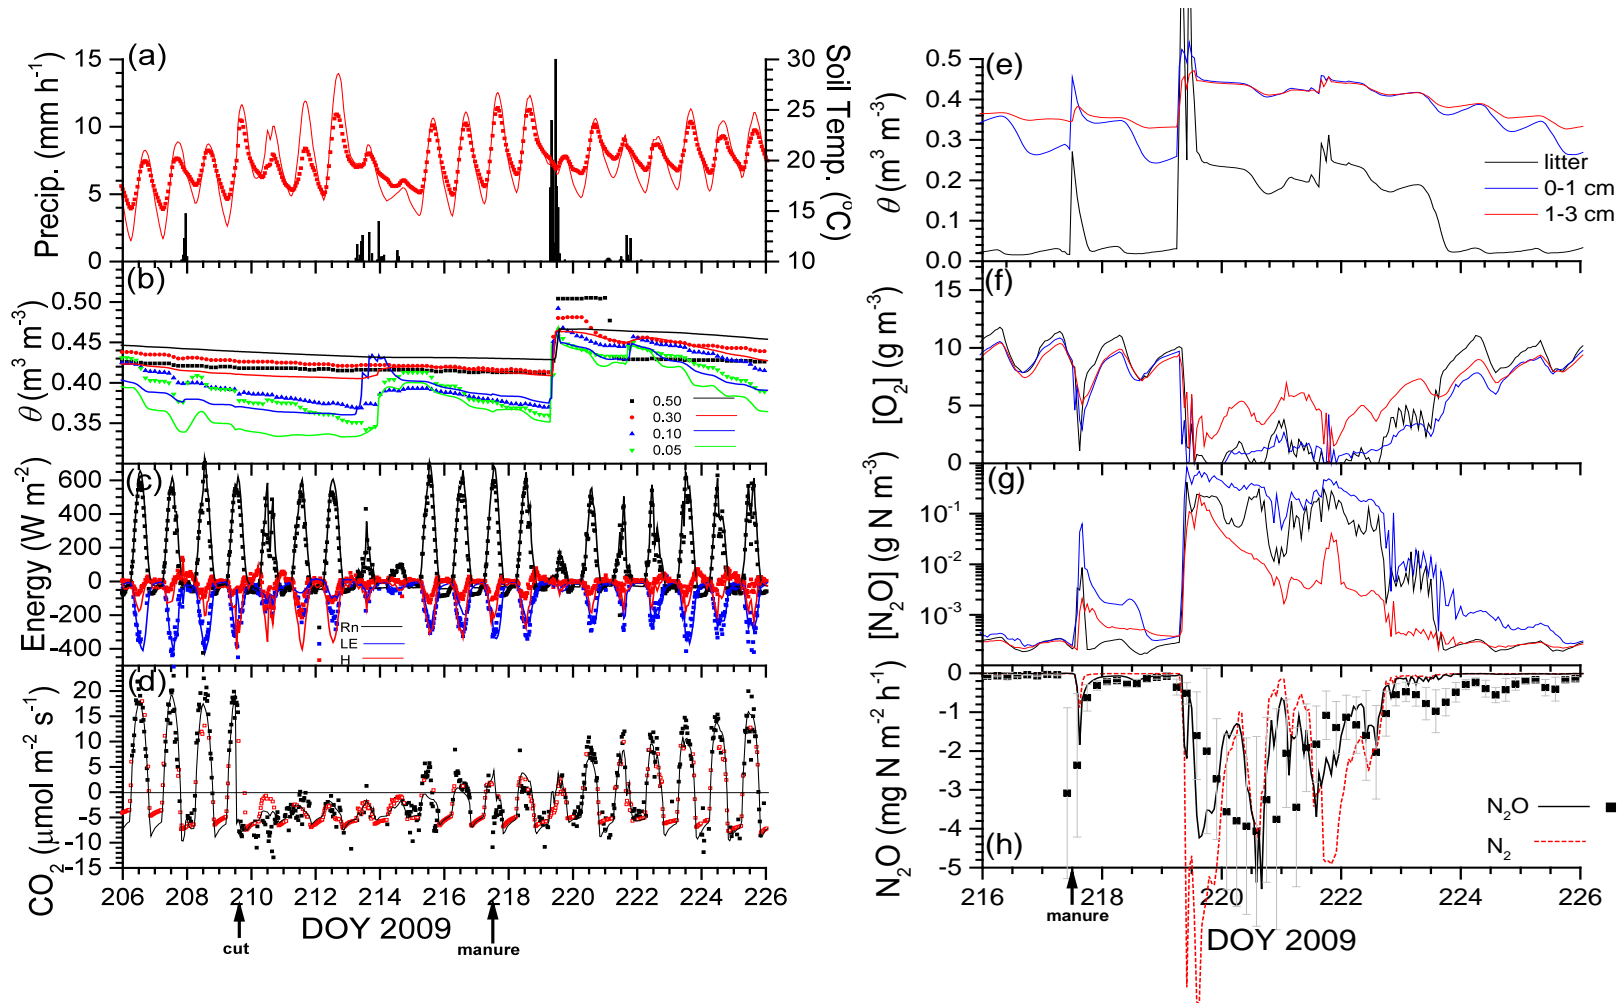 (a)
15
10
5
0
Precip. (mm h-1)
30
25
20
15
10
Soil Temp. (oC)
(b)
0.50
0.45
0.40
0.35
θ (m3 m-3)
0.50
0.30
0.10
0.05
(c)
600
400
200
0
-200
-400
Energy (W m-2)
Rn
LE
H
(d)
20
15
10
5
0
-5
-10
-15
CO2 (μmol m-2 s-1)
206 208 210 212 214 216 218 220 222 224 226
DOY 2009
cut
manure
(e)
0.5
0.4
0.3
0.2
0.1
0.0
θ (m3 m-3)
litter
0-1 cm
1-3 cm
(f)
15
10
5
0
[O2] (g m-3)
(g)
10-1
10-2
10-3
[N2O] (g N m-3)
0
-1
-2
-3
-4
-5
N2O (mg N m-2 h-1)
(h)
N2O
N2
216 218 220 222 224 226
manure
DOY 2009